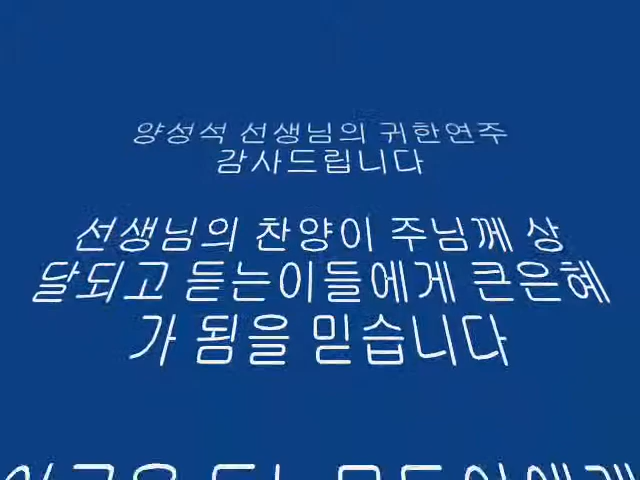 양성석 선생님의 귀한연주
감사드립니다
선생님의 찬양이 주님께 상
달되고 듣는이들에게 큰은혜
가 됨을 믿습니다